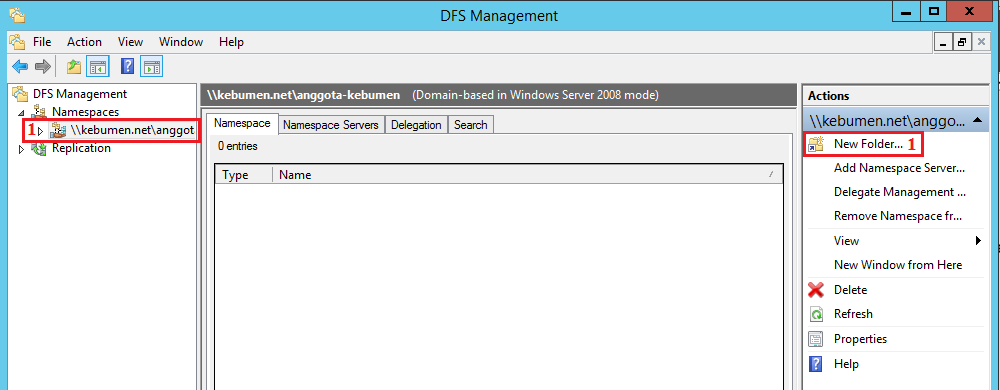 DFS Management
File Action View Window Help
DFS Management
Namespaces
1 \\kebumen.net\anggot
Replication
\\kebumen.net\anggota-kebumen (Domain-based in Windows Server 2008 mode)
Namespace Namespace Servers Delegation Search
0 entries
Type Name
Actions
\\kebumen.net\anggo...
New Folder... 1
Add Namespace Server...
Delegate Management ...
Remove Namespace fr...
View
New Window from Here
Delete
Refresh
Properties
Help